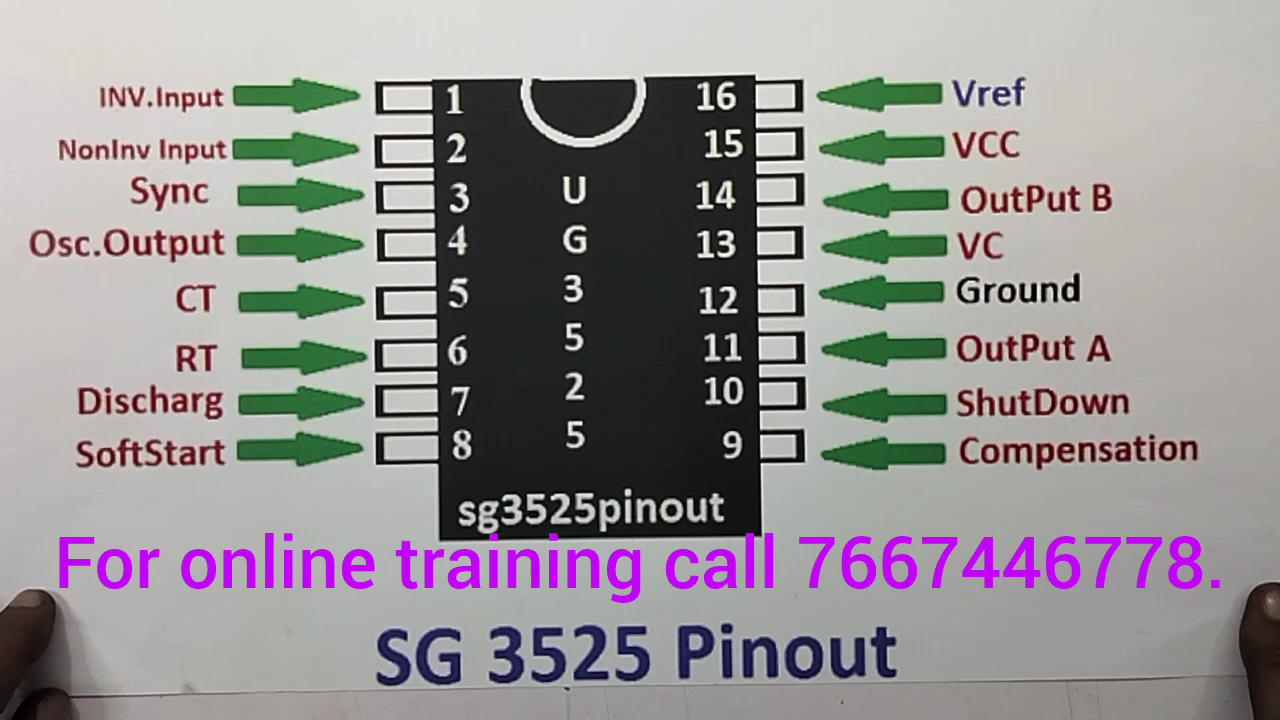 INV.Input 1 16 Vref
NonInv Input 2 15 VCC
Sync 3 U 14 OutPut B
Osc.Output 4 G 13 VC
CT 5 3 12 Ground
RT 6 5 11 OutPut A
Discharg 7 2 10 ShutDown
SoftStart 8 5 9 Compensation
sg3525pinout
For online training call 7667446778.
SG 3525 Pinout